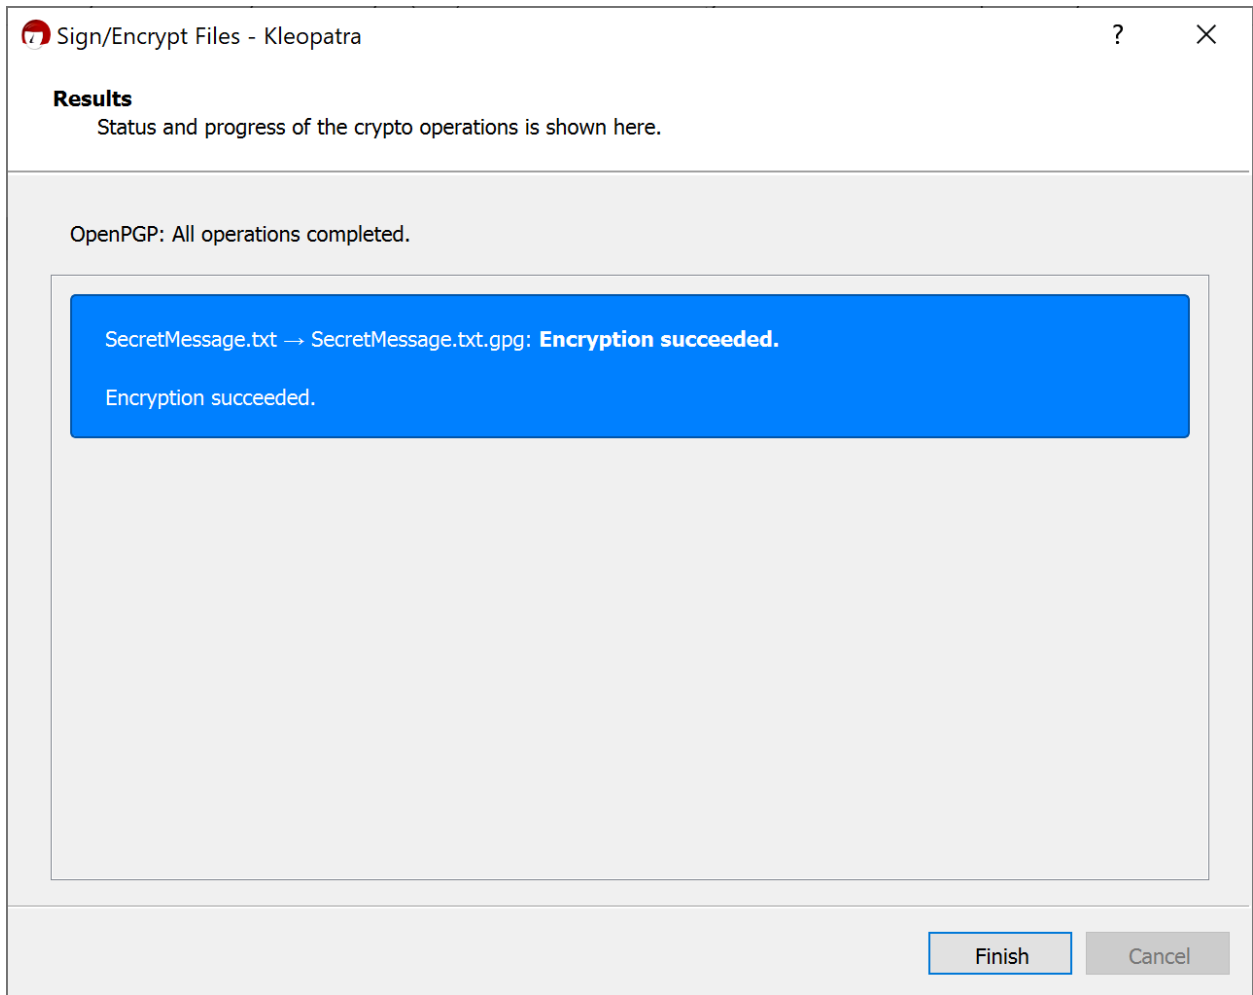 Sign/Encrypt Files - Kleopatra
?
Results
Status and progress of the crypto operations is shown here.
OpenPGP: All operations completed.
SecretMessage.txt → SecretMessage.txt.gpg: Encryption succeeded.
Encryption succeeded.
Finish Cancel